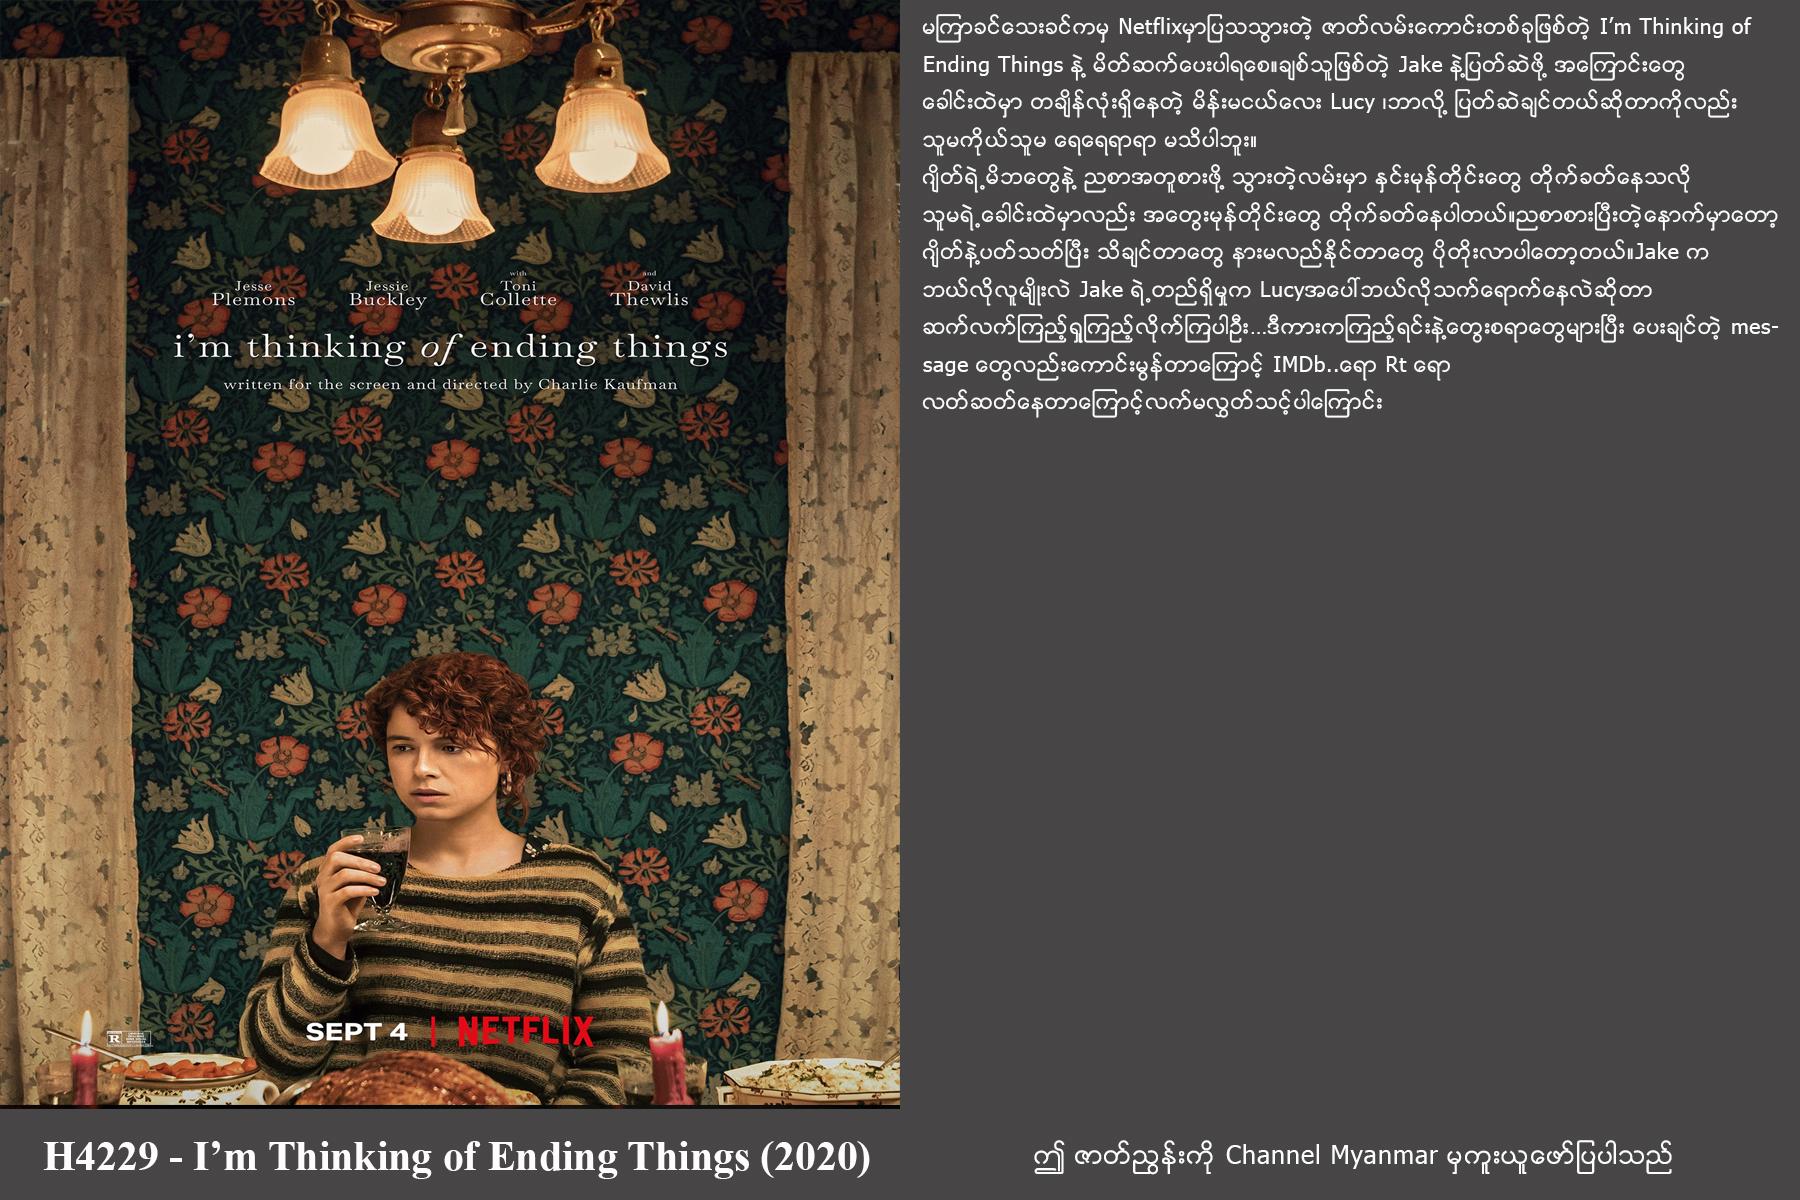 with
and
Jesse Plemons
Jessie Buckley
Toni Collette
David Thewlis
i'm thinking of ending things
written for the screen and directed by Charlie Kaufman
R
SEPT 4 | NETFLIX
H4229 - I'm Thinking of Ending Things (2020)
မကြာခင်သေးခင်ကမှ Netflixမှာပြသသွားတဲ့ ဇာတ်လမ်းကောင်းတစ်ခုဖြစ်တဲ့ I'm Thinking of
Ending Things နဲ့ မိတ်ဆက်ပေးပါရစေ။ချစ်သူဖြစ်တဲ့ Jake နဲ့ပြတ်ဆဲဖို့ အကြောင်းတွေ
ခေါင်းထဲမှာ တချိန်လုံးရှိနေတဲ့ မိန်းမငယ်လေး Lucy ၊ဘာလို့ ပြတ်ဆဲချင်တယ်ဆိုတာကိုလည်း
သူမကိုယ်သူမ ရေရေရာရာ မသိပါဘူး။
ဂျိတ်ရဲ့မိဘတွေနဲ့ ညစာအတူစားဖို့ သွားတဲ့လမ်းမှာ နှင်းမုန်တိုင်းတွေ တိုက်ခတ်နေသလို
သူမရဲ့ခေါင်းထဲမှာလည်း အတွေးမုန်တိုင်းတွေ တိုက်ခတ်နေပါတယ်။ညစာစားပြီးတဲ့နောက်မှာတော့
ဂျိတ်နဲ့ပတ်သတ်ပြီး သိချင်တာတွေ နားမလည်နိုင်တာတွေ ပိုတိုးလာပါတော့တယ်။Jake က
ဘယ်လိုလူမျိုးလဲ Jake ရဲ့တည်ရှိမှုက Lucyအပေါ်ဘယ်လိုသက်ရောက်နေလဲဆိုတာ
ဆက်လက်ကြည့်ရှုကြည့်လိုက်ကြပါဦး...ဒီကားကကြည့်ရင်းနဲ့တွေးစရာတွေများပြီး ပေးချင်တဲ့ mes-
sage တွေလည်းကောင်းမွန်တာကြောင့် IMDb..ရော Rt ရော
လတ်ဆတ်နေတာကြောင့်လက်မလွှတ်သင့်ပါကြောင်း
ဤ ဇာတ်ညွှန်းကို Channel Myanmar မှကူးယူဖော်ပြပါသည်